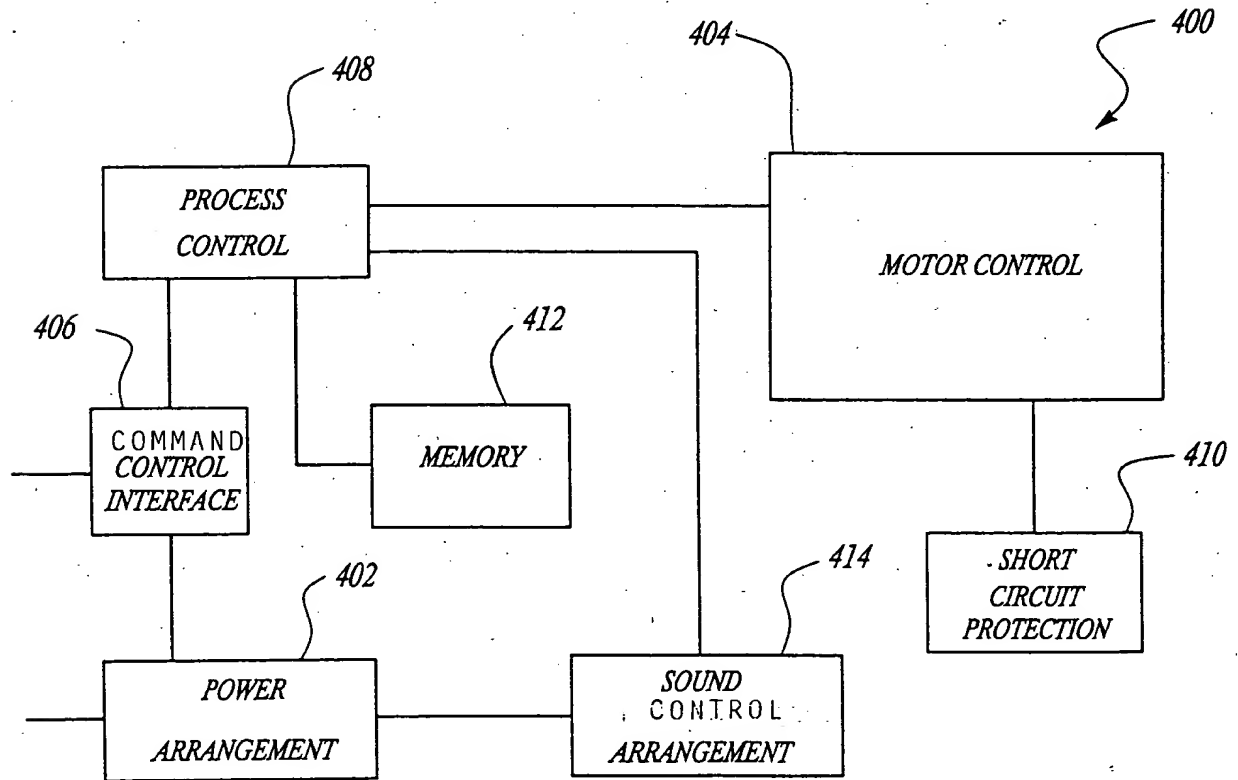 404
400
408
PROCESS
CONTROL
MOTOR CONTROL
406
412
COMMAND
CONTROL
INTERFACE
MEMORY
410
SHORT
CIRCUIT
PROTECTION
402
414
POWER
ARRANGEMENT
SOUND
CONTROL
ARRANGEMENT